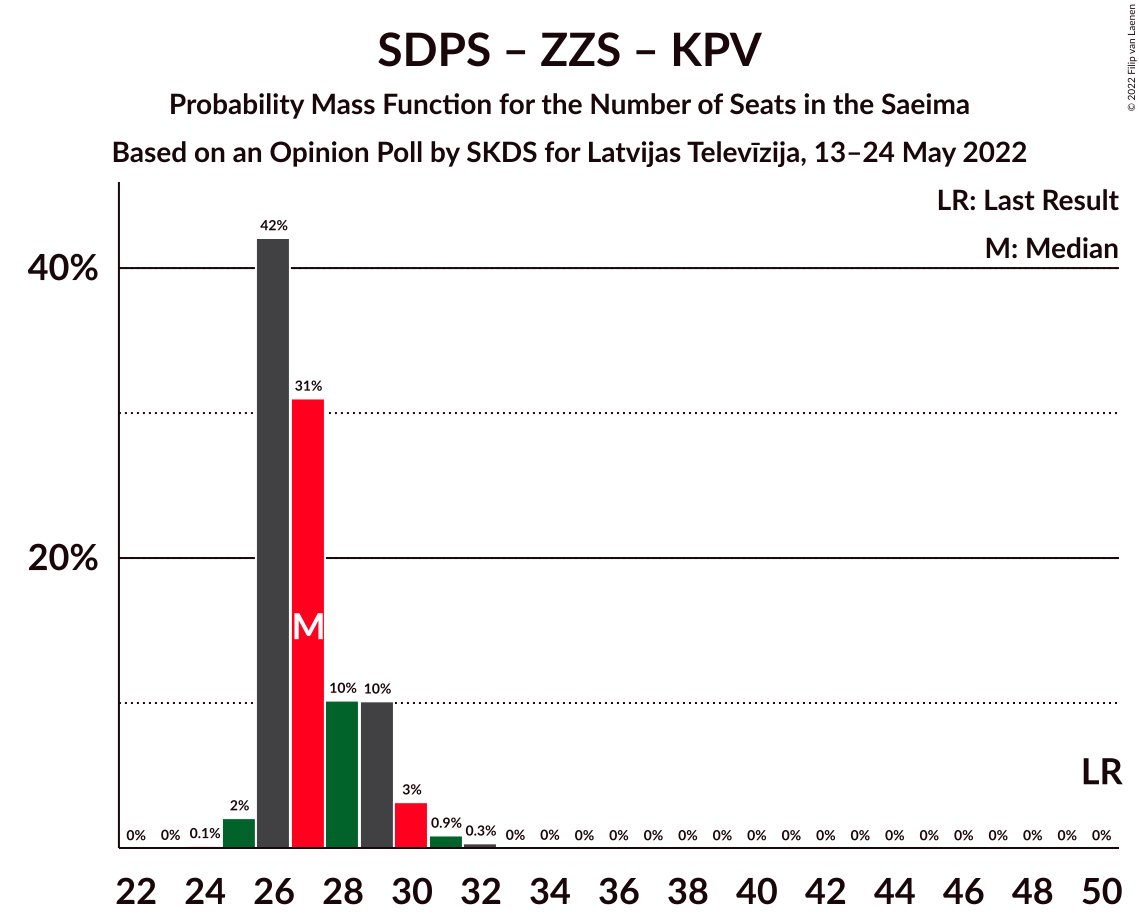 SDPS – ZZS – KPV
Probability Mass Function for the Number of Seats in the Saeima
Based on an Opinion Poll by SKDS for Latvijas Televīzija, 13–24 May 2022
© 2022 Filip van Laenen
LR: Last Result
M: Median
40%
20%
0% 0% 0.1% 2% 42% 31% 10% 10% 3% 0.9% 0.3% 0% 0% 0% 0% 0% 0% 0% 0% 0% 0% 0% 0% 0% 0% 0% 0% 0% 0%
M
LR
22 24 26 28 30 32 34 36 38 40 42 44 46 48 50